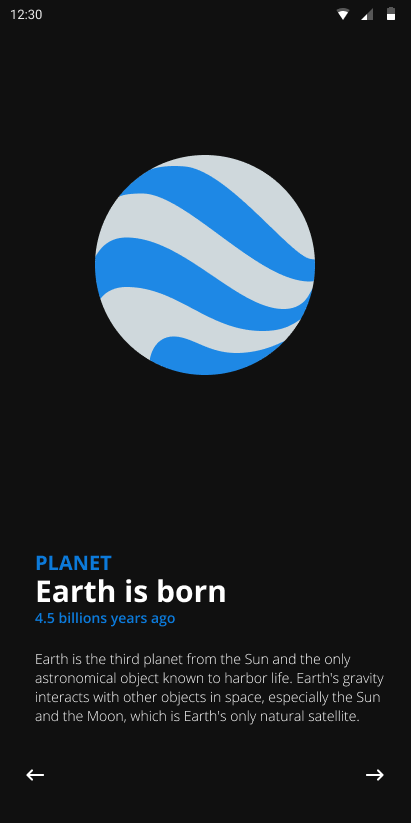 12:30
PLANET
Earth is born
4.5 billions years ago
Earth is the third planet from the Sun and the only
astronomical object known to harbor life. Earth's gravity
interacts with other objects in space, especially the Sun
and the Moon, which is Earth's only natural satellite.